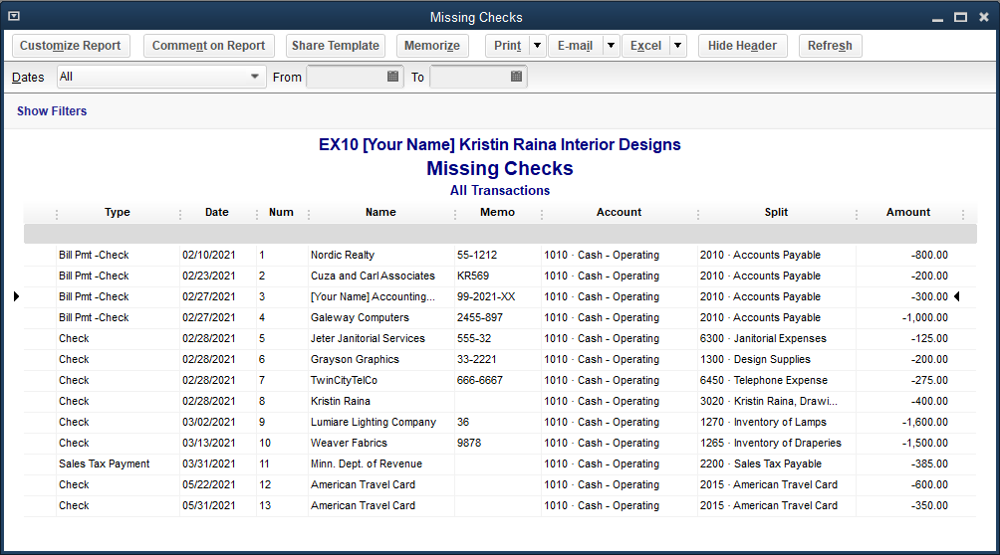 Missing Checks
Customize Report Comment on Report Share Template Memorize Print E-mail Excel Hide Header Refresh
Dates All From To
Show Filters
EX10 [Your Name] Kristin Raina Interior Designs
Missing Checks
All Transactions
Type Date Num Name Memo Account Split Amount
Bill Pmt -Check 02/10/2021 1 Nordic Realty 55-1212 1010 · Cash - Operating 2010 · Accounts Payable -800.00
Bill Pmt -Check 02/23/2021 2 Cuza and Carl Associates KR569 1010 · Cash - Operating 2010 · Accounts Payable -200.00
Bill Pmt -Check 02/27/2021 3 [Your Name] Accounting... 99-2021-XX 1010 · Cash - Operating 2010 · Accounts Payable -300.00
Bill Pmt -Check 02/27/2021 4 Galeway Computers 2455-897 1010 · Cash - Operating 2010 · Accounts Payable -1,000.00
Check 02/28/2021 5 Jeter Janitorial Services 555-32 1010 · Cash - Operating 6300 · Janitorial Expenses -125.00
Check 02/28/2021 6 Grayson Graphics 33-2221 1010 · Cash - Operating 1300 · Design Supplies -200.00
Check 02/28/2021 7 TwinCityTelCo 666-6667 1010 · Cash - Operating 6450 · Telephone Expense -275.00
Check 02/28/2021 8 Kristin Raina 1010 · Cash - Operating 3020 · Kristin Raina, Drawi... -400.00
Check 03/02/2021 9 Lumiare Lighting Company 36 1010 · Cash - Operating 1270 · Inventory of Lamps -1,600.00
Check 03/13/2021 10 Weaver Fabrics 9878 1010 · Cash - Operating 1265 · Inventory of Draperies -1,500.00
Sales Tax Payment 03/31/2021 11 Minn. Dept. of Revenue 1010 · Cash - Operating 2200 · Sales Tax Payable -385.00
Check 05/22/2021 12 American Travel Card 1010 · Cash - Operating 2015 · American Travel Card -600.00
Check 05/31/2021 13 American Travel Card 1010 · Cash - Operating 2015 · American Travel Card -350.00